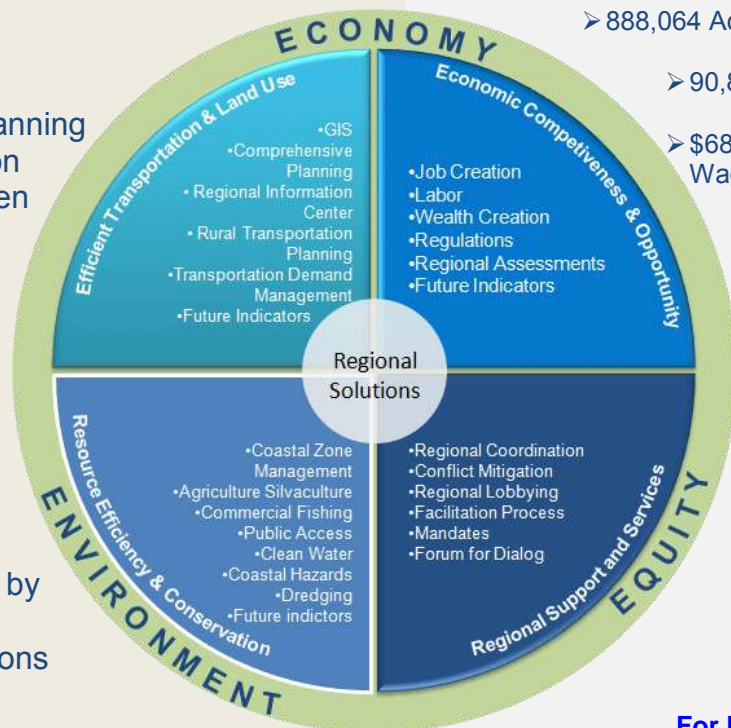 ECONOMY
➢888,064
➢90,8
➢$68
anning
on
en
Efficient Transportation & Land Use
•GIS
•Comprehensive
Planning
• Regional Information
Center
• Rural Transportation
Planning
•Transportation Demand
Management
•Future Indicators
Economic Competiveness & Opportunity
•Job Creation
•Labor
•Wealth Creation
•Regulations
•Regional Assessments
•Future Indicators
Regional
Solutions
Resource Efficiency & Conservation
•Coastal Zone
Management
•Agriculture Silvaculture
•Commercial Fishing
•Public Access
•Clean Water
•Coastal Hazards
•Dredging
•Future indictors
•Regional Coordination
•Conflict Mitigation
•Regional Lobbying
•Facilitation Process
•Mandates
•Forum for Dialog
Regional Support and Services
ENVIRONMENT
EQUITY
by
ons
For